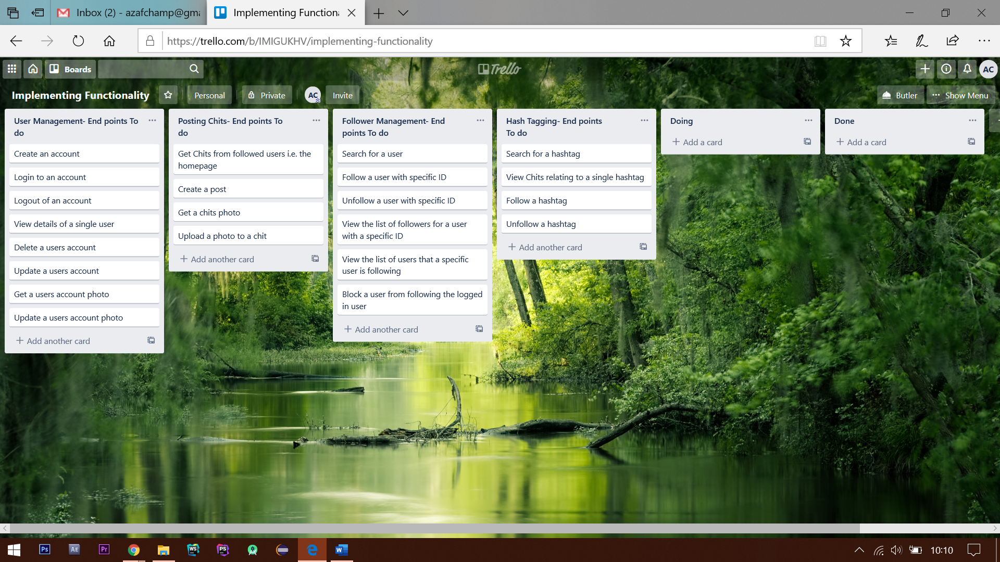 Inbox (2) - azafchamp@gma
Implementing Functiona
https://trello.com/b/IMIGUKHV/implementing-functionality
Boards
Trello
AC
Implementing Functionality
Personal
Private
AC
Invite
Butler
Show Menu
User Management- End points To
do
Create an account
Login to an account
Logout of an account
View details of a single user
Delete a users account
Update a users account
Get a users account photo
Update a users account photo
Add another card
Posting Chits- End points To
do
Get Chits from followed users i.e. the
homepage
Create a post
Get a chits photo
Upload a photo to a chit
Add another card
Follower Management- End
points To do
Search for a user
Follow a user with specific ID
Unfollow a user with specific ID
View the list of followers for a user
with a specific ID
View the list of users that a specific
user is following
Block a user from following the logged
in user
Add another card
Hash Tagging- End points
To do
Search for a hashtag
View Chits relating to a single hashtag
Follow a hashtag
Unfollow a hashtag
Add another card
Doing
Add a card
Done
Add a card
Ps
AE
Pr
WS
PS
W
10:10